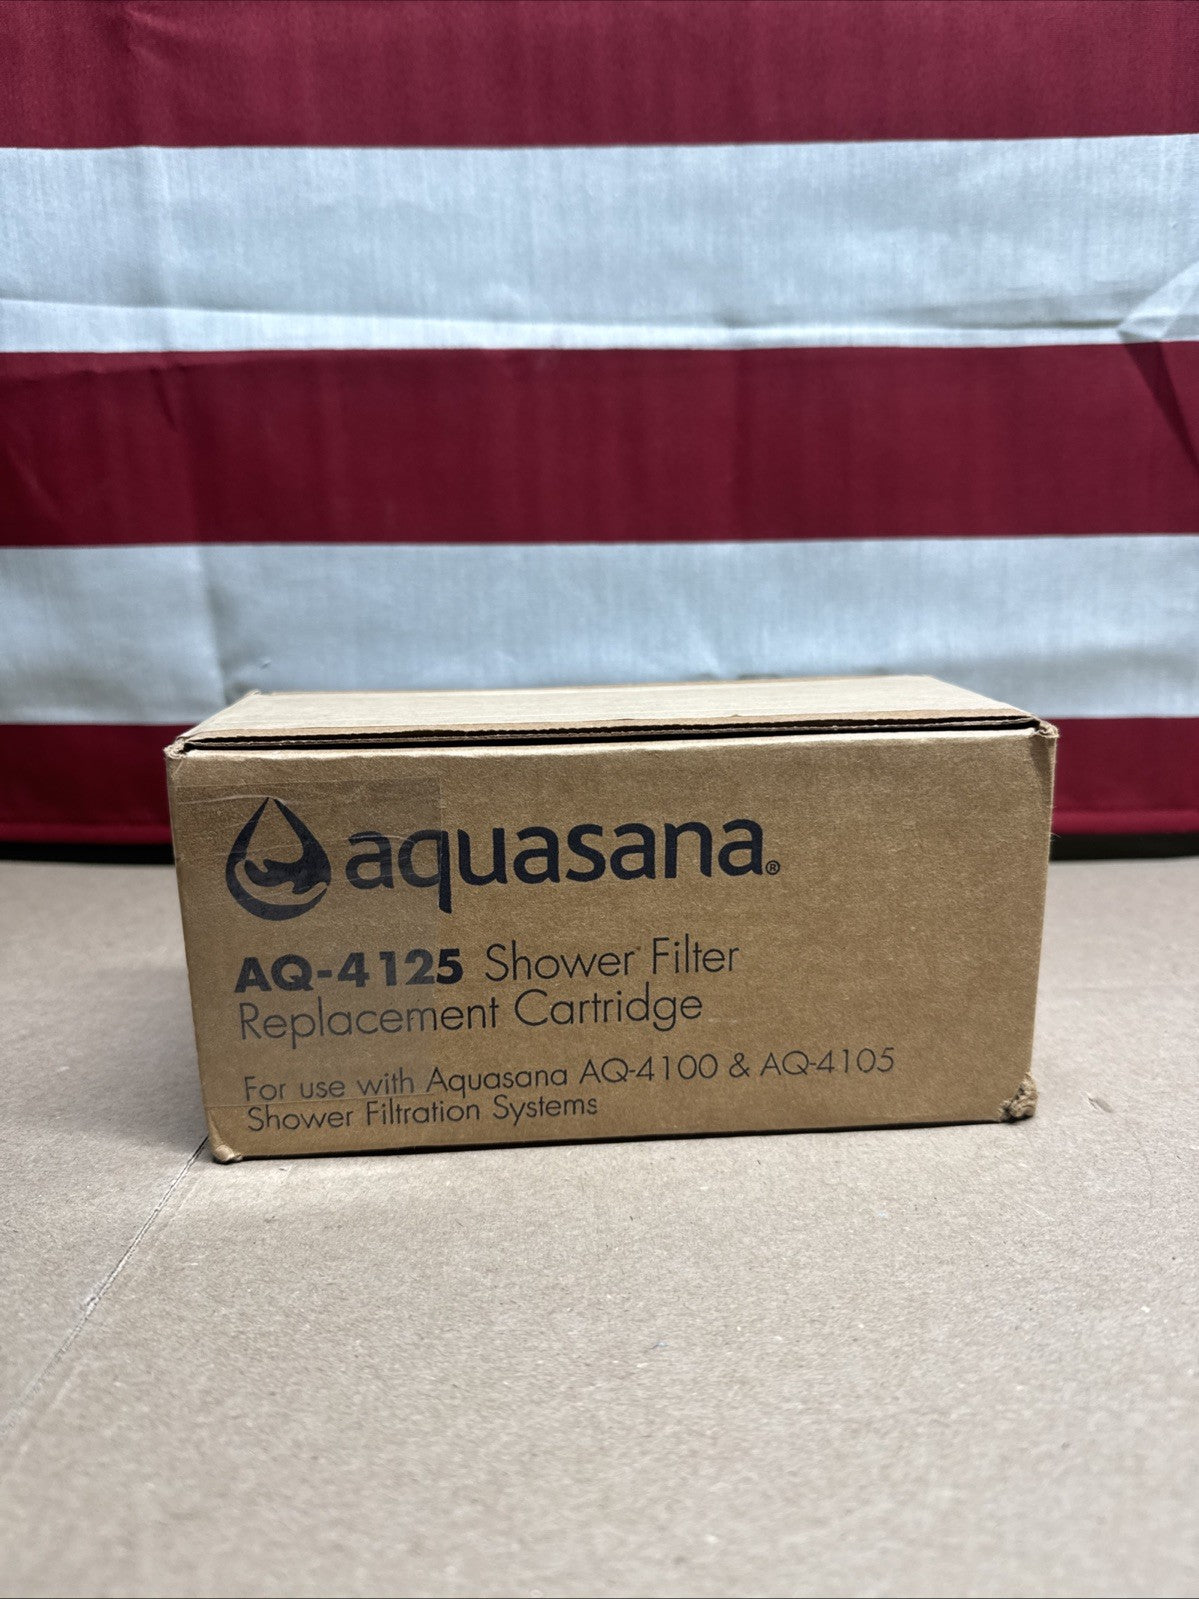 aquasana®
AQ-4125 Shower Filter
Replacement Cartridge
For use with Aquasana AQ-4100 & AQ-4105
Shower Filtration Systems